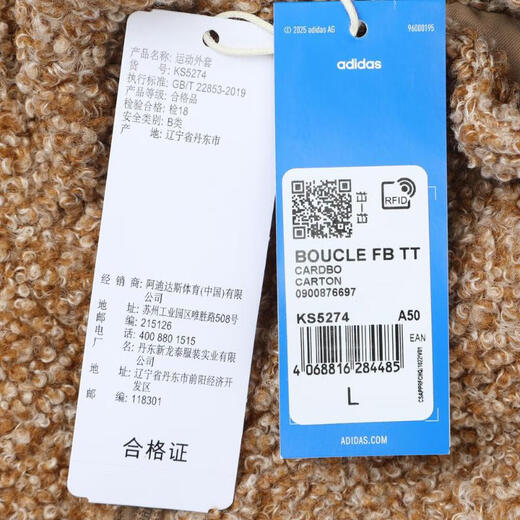 产品名称: 运动外套
货　　号: KS5274
执行标准: GB/T 22853-2019
产品等级: 合格品
检验合格: 检18
安全类别: B类
产　　地: 辽宁省丹东市
经 销 商: 阿迪达斯体育(中国)有限
公司
地　　址: 苏州工业园区唯胜路508号
邮　　编: 215126
电　　话: 400 880 1515
厂　　名: 丹东新龙泰服装实业有限
公司
地　　址: 辽宁省丹东市前阳经济开
发区
邮　　编: 118301
合格证
© 2025 adidas AG
96000195
adidas
RFID
BOUCLE FB TT
CARDBO
CARTON
0900876697
KS5274 A50
EAN
4 068816 284485
L
ADIDAS.COM